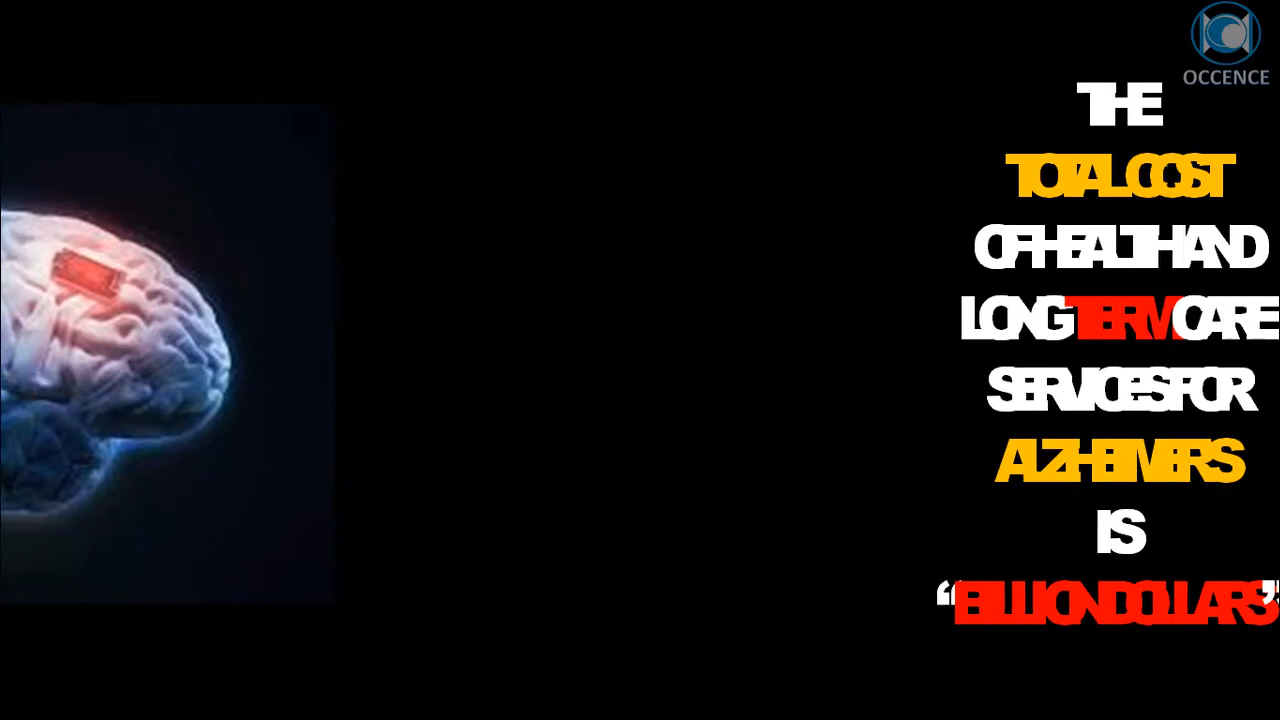 OCCENCE
THE
TOTAL COST
OF HEALTH AND
LONG TERM CARE
SERVICES FOR
ALZHEIMERS
IS
“BILLION DOLLARS”